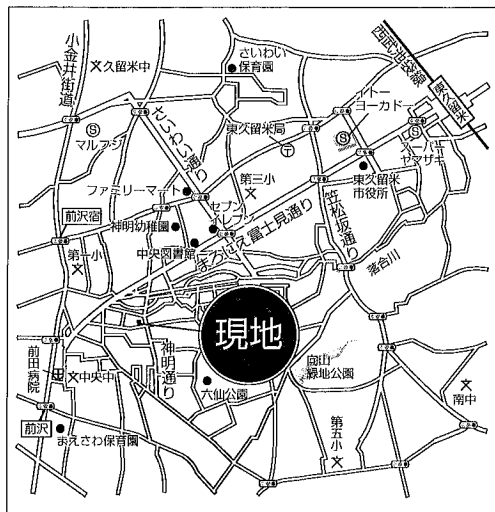 小金井街道
久留米中
さいわい
保育園
西武池袋線
東久留米
マルフジ
さいわい通り
東久留米局
イトー
ヨーカドー
スーパー
ヤマザキ
ファミリーマート
第三小
東久留米
市役所
セブン
イレブン
前沢宿
神明幼稚園
まろにえ富士見通り
笠松坂通り
第一小
中央図書館
落合川
現地
前田病院
中央中
神明通り
六仙公園
向山
緑地公園
南中
前沢
まえさわ保育園
第五小